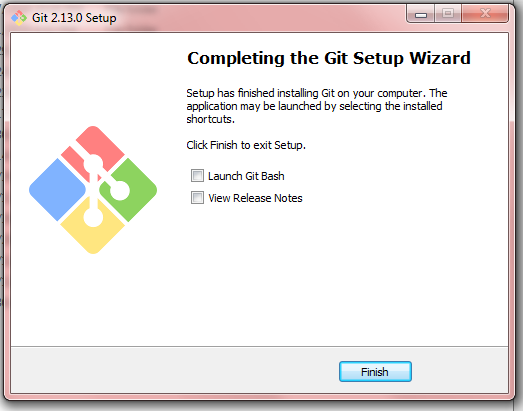 Git 2.13.0 Setup
Completing the Git Setup Wizard
Setup has finished installing Git on your computer. The
application may be launched by selecting the installed
shortcuts.
Click Finish to exit Setup.
Launch Git Bash
View Release Notes
Finish